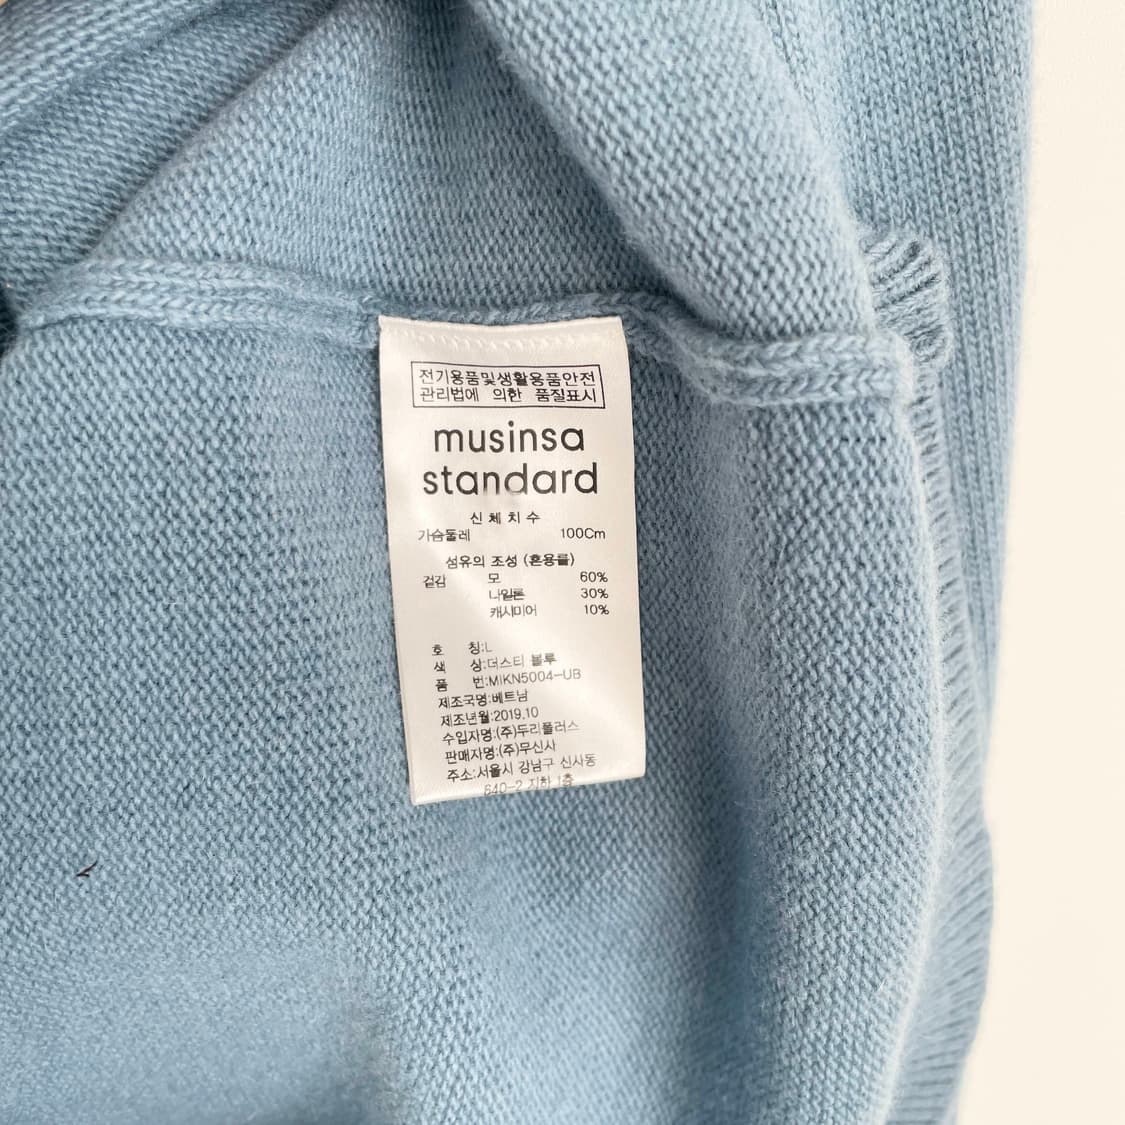 전기용품및생활용품안전
관리법에 의한 품질표시
musinsa
standard
신체치수
가슴둘레 100Cm
섬유의 조성 (혼용률)
겉감 모 60%
나일론 30%
캐시미어 10%
호 칭:L
색 상:더스티 블루
품 번:MIKN5004-UB
제조국명:베트남
제조년월:2019.10
수입자명:(주)두리플러스
판매자명:(주)무신사
주소:서울시 강남구 신사동
640-2 지하 1층